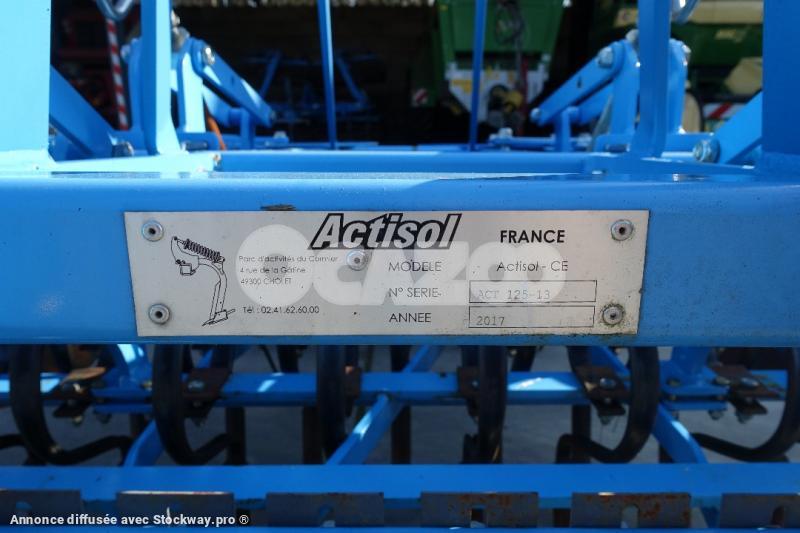 Actisol
FRANCE
Parc d'activités du Cormier
4 rue de la Gâtine
49300 CHOLET
Tél : 02.41.62.60.00
MODELE Actisol - CE
N° SERIE ACT 125-13
ANNEE 2017
OCAZOO
Annonce diffusée avec Stockway.pro ®